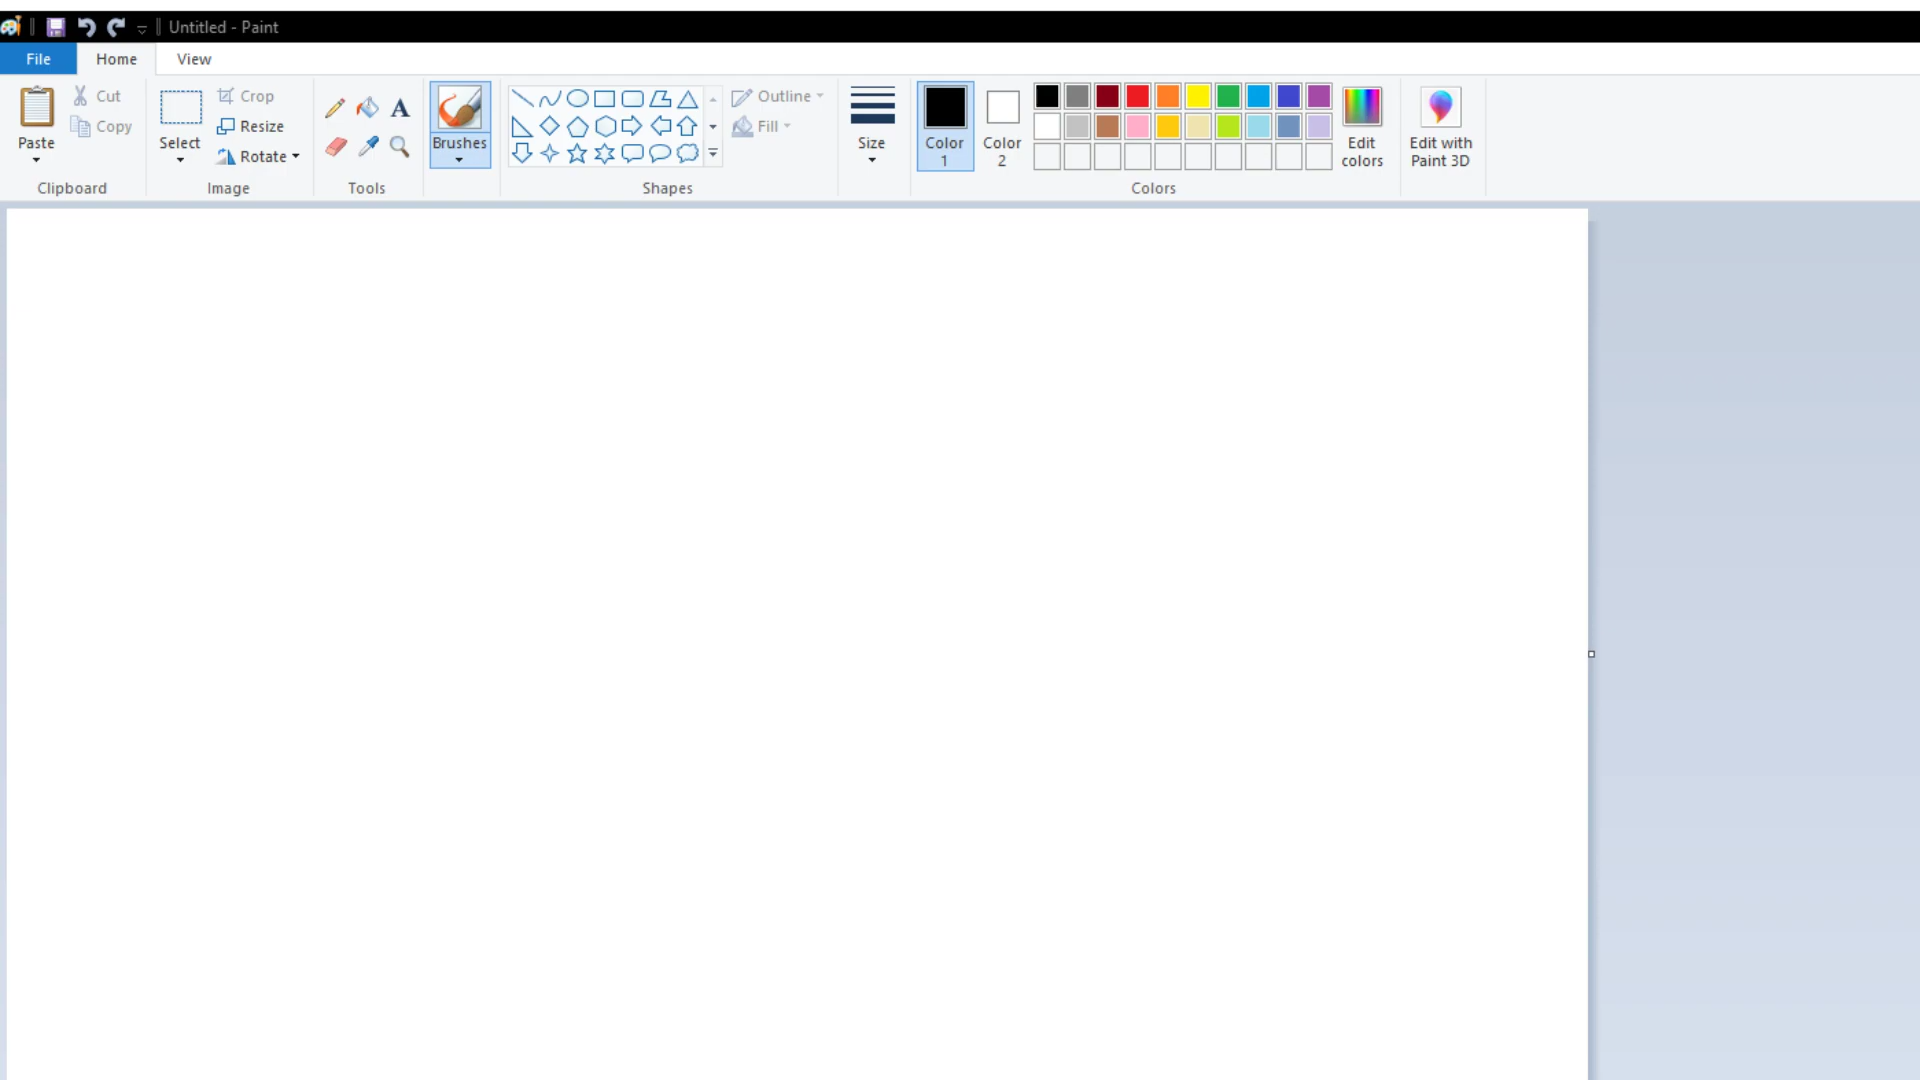 Untitled - Paint
File Home View
Paste
Cut
Copy
Clipboard
Select
Crop
Resize
Rotate
Image
A
Tools
Brushes
Shapes
Outline
Fill
Size
Color
1
Color
2
Colors
Edit
colors
Edit with
Paint 3D